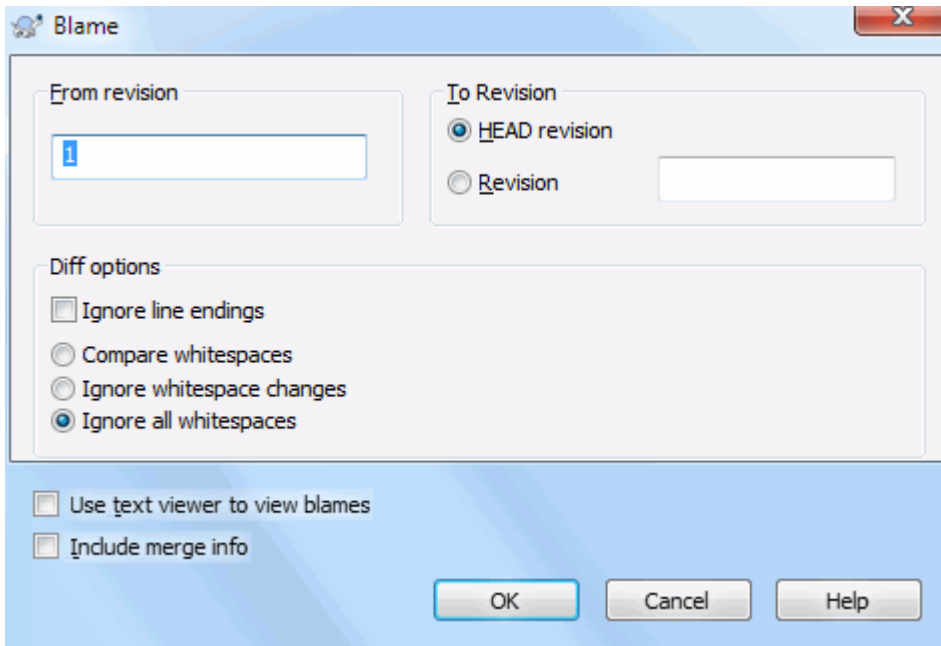 Blame
From revision
1
To Revision
HEAD revision
Revision
Diff options
Ignore line endings
Compare whitespaces
Ignore whitespace changes
Ignore all whitespaces
Use text viewer to view blames
Include merge info
OK Cancel Help